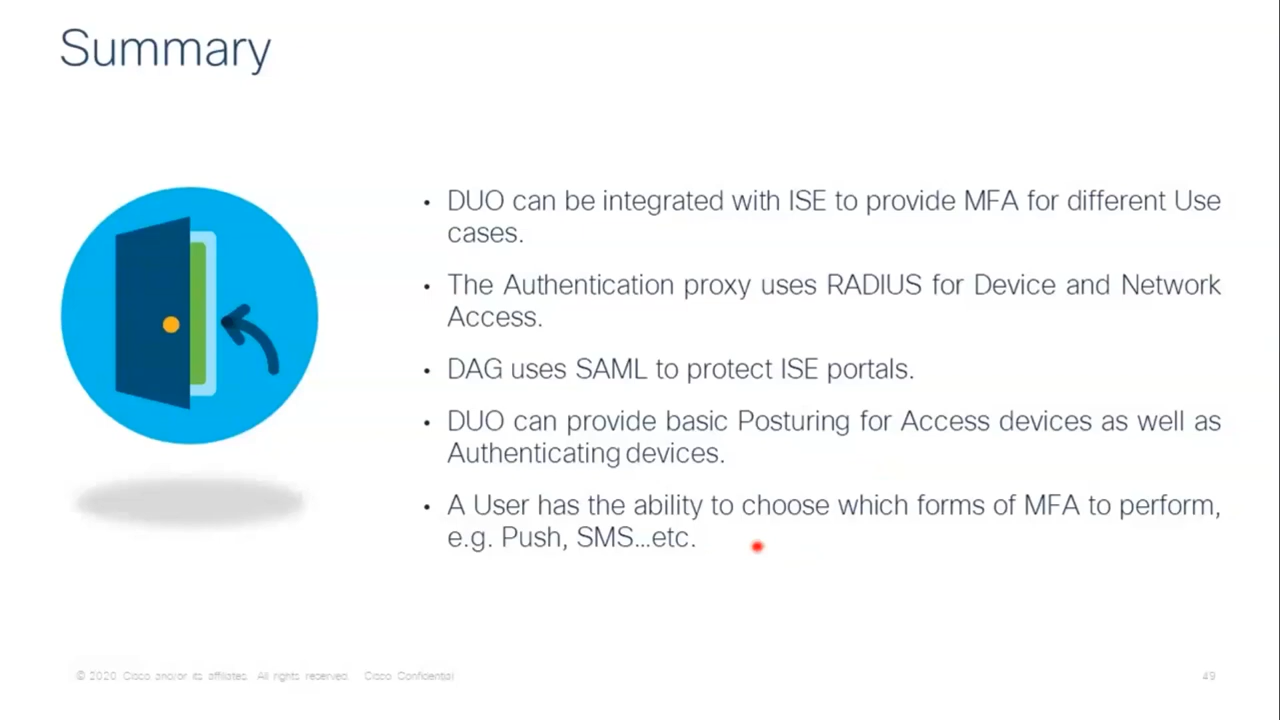 Summary
• DUO can be integrated with ISE to provide MFA for different Use
cases.
• The Authentication proxy uses RADIUS for Device and Network
Access.
• DAG uses SAML to protect ISE portals.
• DUO can provide basic Posturing for Access devices as well as
Authenticating devices.
• A User has the ability to choose which forms of MFA to perform,
e.g. Push, SMS...etc.
© 2020 Cisco and/or its affiliates. All rights reserved. Cisco Confidential
49